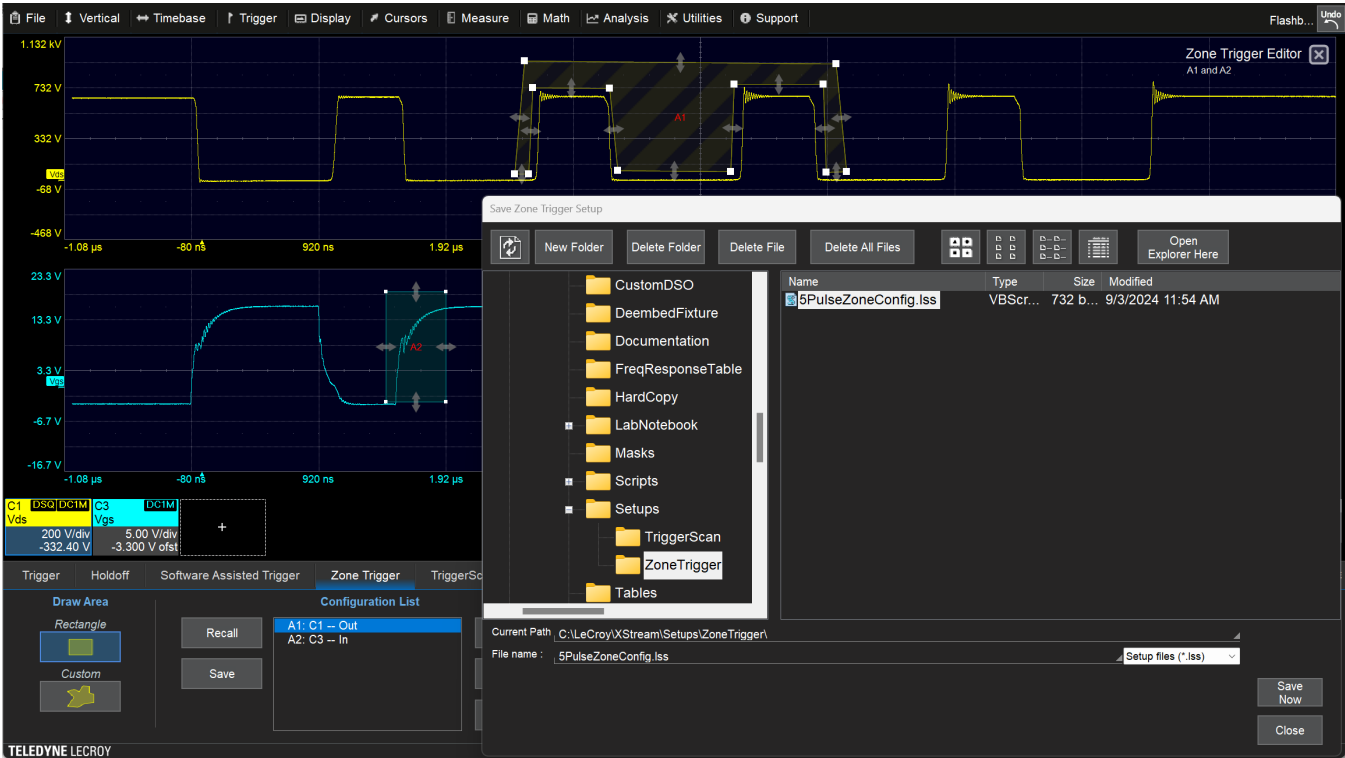 File Vertical Timebase Trigger Display Cursors Measure Math Analysis Utilities Support Flashb... Undo
1.132 kV
732 V
332 V
Vds
-68 V
-468 V
-1.08 µs -80 ns 920 ns 1.92 µs
Zone Trigger Editor
A1 and A2
A1
23.3 V
13.3 V
3.3 V
Vgs
-6.7 V
-16.7 V
-1.08 µs -80 ns 920 ns 1.92 µs
A2
C1 DSQ DC1M
Vds
200 V/div
-332.40 V
C3 DC1M
Vgs
5.00 V/div
-3.300 V ofst
+
Trigger Holdoff Software Assisted Trigger Zone Trigger TriggerSc
Draw Area
Rectangle
Custom
Recall
Save
Configuration List
A1: C1 -- Out
A2: C3 -- In
TELEDYNE LECROY
Save Zone Trigger Setup
New Folder Delete Folder Delete File Delete All Files Open Explorer Here
CustomDSO
DeembedFixture
Documentation
FreqResponseTable
HardCopy
LabNotebook
Masks
Scripts
Setups
TriggerScan
ZoneTrigger
Tables
Name Type Size Modified
5PulseZoneConfig.lss VBScr... 732 b... 9/3/2024 11:54 AM
Current Path C:\LeCroy\XStream\Setups\ZoneTrigger\
File name : 5PulseZoneConfig.lss Setup files (*.lss)
Save
Now
Close